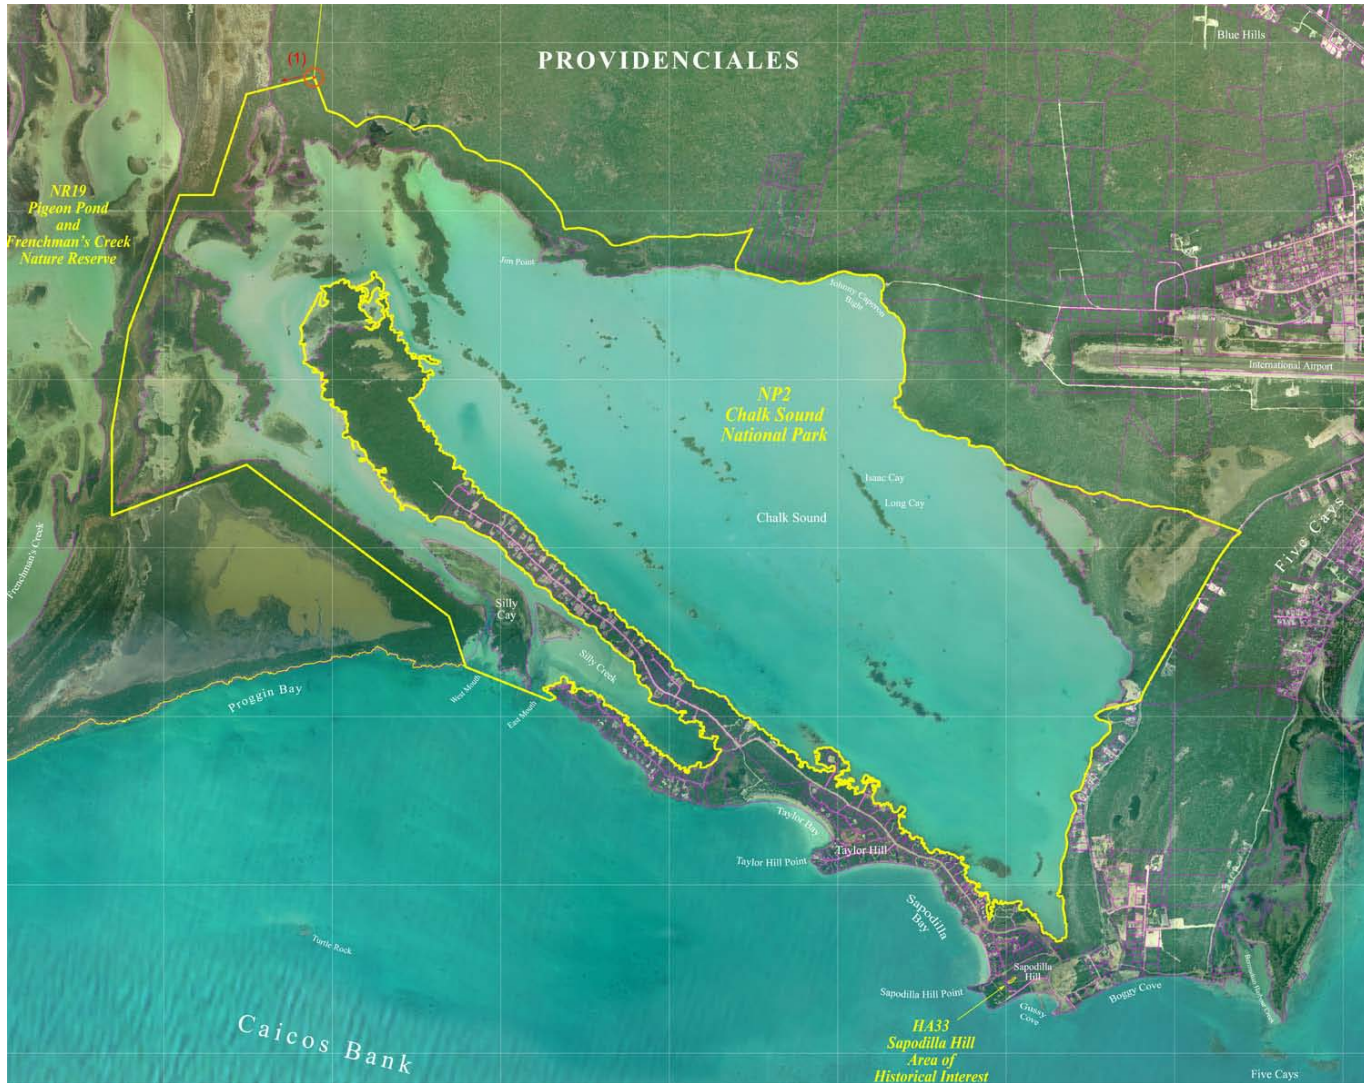 Blue Hills
(1)
PROVIDENCIALES
NR19
Pigeon Pond
and
Frenchman's Creek
Nature Reserve
Jim Point
Bight
International Airport
NP2
Chalk Sound
National Park
Isaac Cay
Long Cay
Chalk Sound
Five Cays
Frenchman's Creek
Silly
Cay
Silly Creek
Proggin Bay
West Mouth
East Mouth
Taylor Bay
Taylor Hill
Taylor Hill Point
Sapodilla
Bay
Turtle Rock
Sapodilla
Hill
Sapodilla Hill Point
Gussy
Cove
Boggy Cove
Caicos Bank
HA33
Sapodilla Hill
Area of
Historical Interest
Five Cays